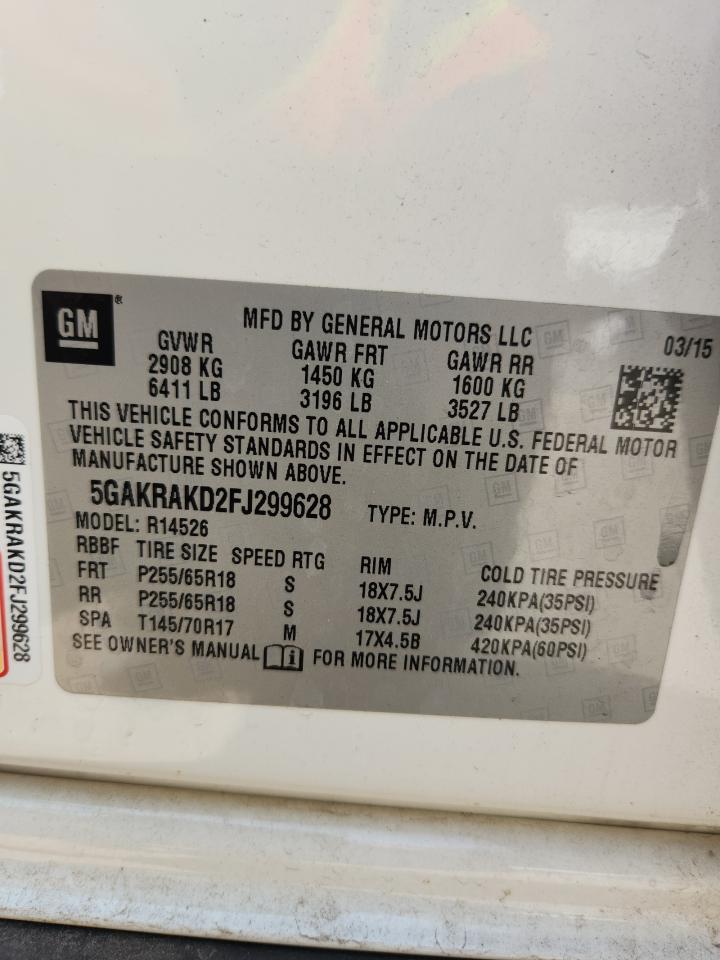 GM®
MFD BY GENERAL MOTORS LLC
03/15
GVWR GAWR FRT GAWR RR
2908 KG 1450 KG 1600 KG
6411 LB 3196 LB 3527 LB
THIS VEHICLE CONFORMS TO ALL APPLICABLE U.S. FEDERAL MOTOR
VEHICLE SAFETY STANDARDS IN EFFECT ON THE DATE OF
MANUFACTURE SHOWN ABOVE.
5GAKRAKD2FJ299628 TYPE: M.P.V.
MODEL: R14526
RBBF TIRE SIZE SPEED RTG RIM COLD TIRE PRESSURE
FRT P255/65R18 S 18X7.5J 240KPA(35PSI)
RR P255/65R18 S 18X7.5J 240KPA(35PSI)
SPA T145/70R17 M 17X4.5B 420KPA(60PSI)
SEE OWNER'S MANUAL FOR MORE INFORMATION.
5GAKRAKD2FJ299628